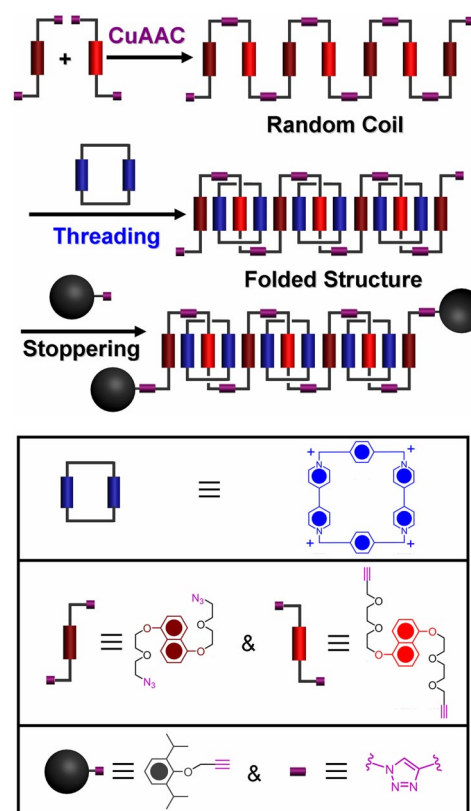 CuAAC
+
Random Coil
Threading
Folded Structure
Stoppering
≡
+ +
N N
N N
+ +
≡ & ≡
N₃
O O
O O
N₃
O O
O O
≡ & ≡
O
N
N=N